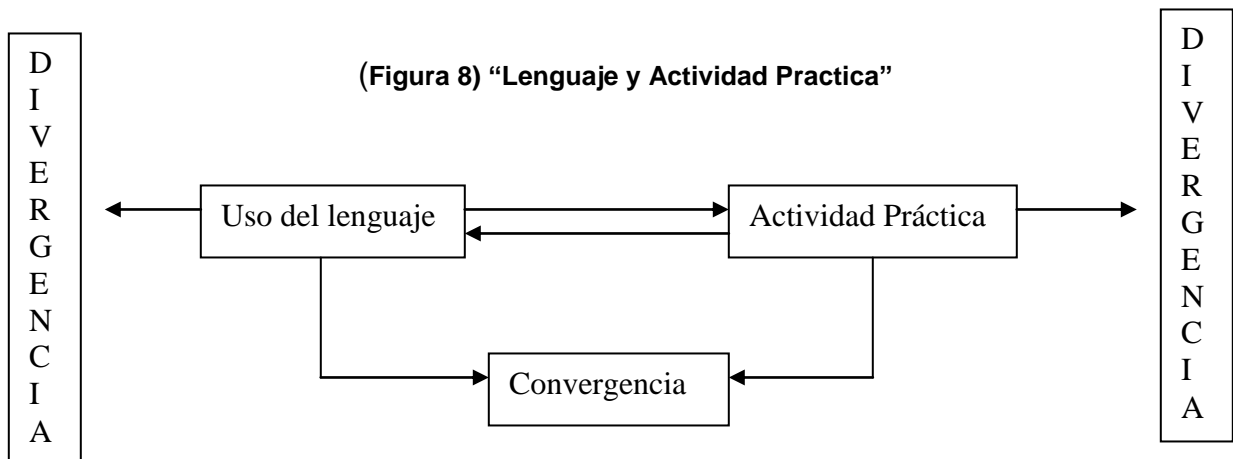 (Figura 8) “Lenguaje y Actividad Practica”
D
I
V
E
R
G
E
N
C
I
A
Uso del lenguaje
Actividad Práctica
Convergencia
D
I
V
E
R
G
E
N
C
I
A